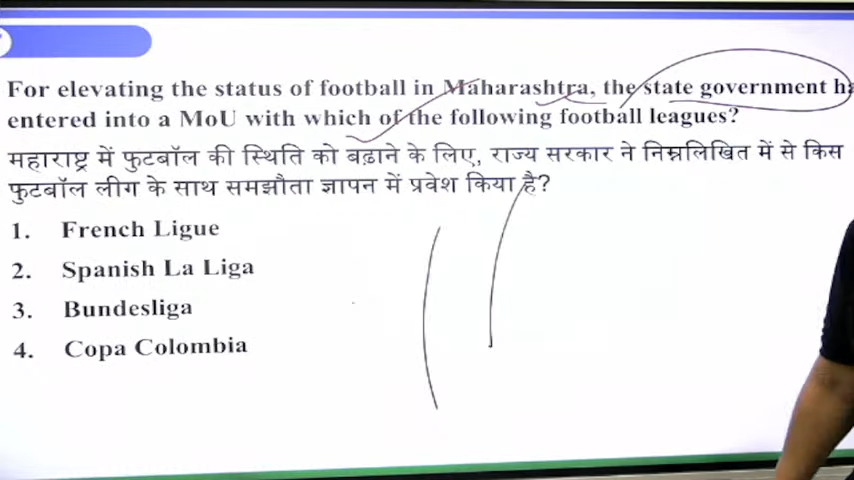 For elevating the status of football in Maharashtra, the state government
entered into a MoU with which of the following football leagues?
महाराष्ट्र में फुटबॉल की स्थिति को बढ़ाने के लिए, राज्य सरकार ने निम्नलिखित में से किस
फुटबॉल लीग के साथ समझौता ज्ञापन में प्रवेश किया है?
1. French Ligue
2. Spanish La Liga
3. Bundesliga
4. Copa Colombia